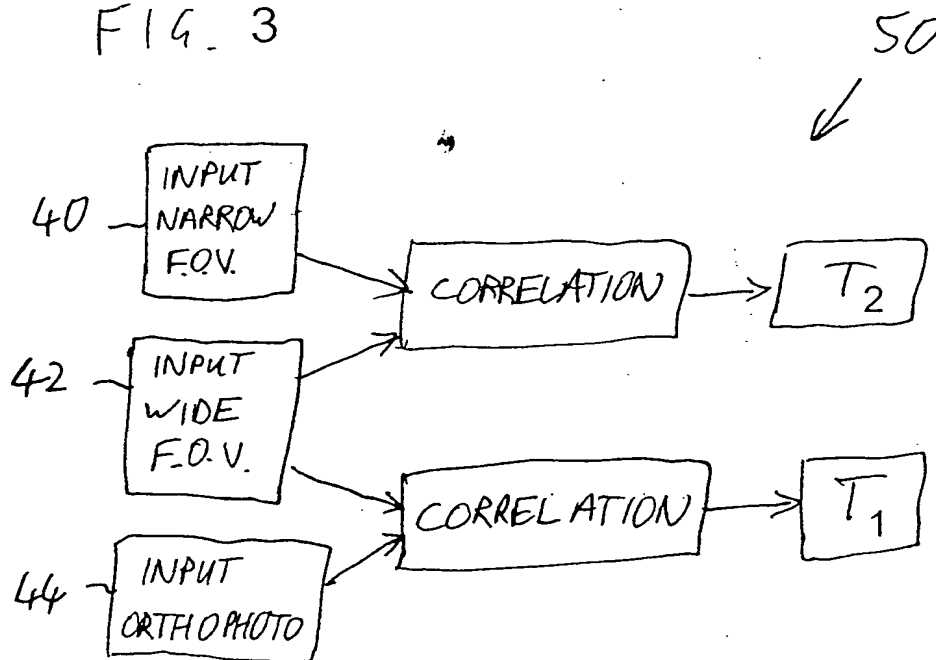 FIG. 3
50
40
INPUT
NARROW
F.O.V.
CORRELATION
T2
42
INPUT
WIDE
F.O.V.
CORRELATION
T1
44
INPUT
ORTHOPHOTO